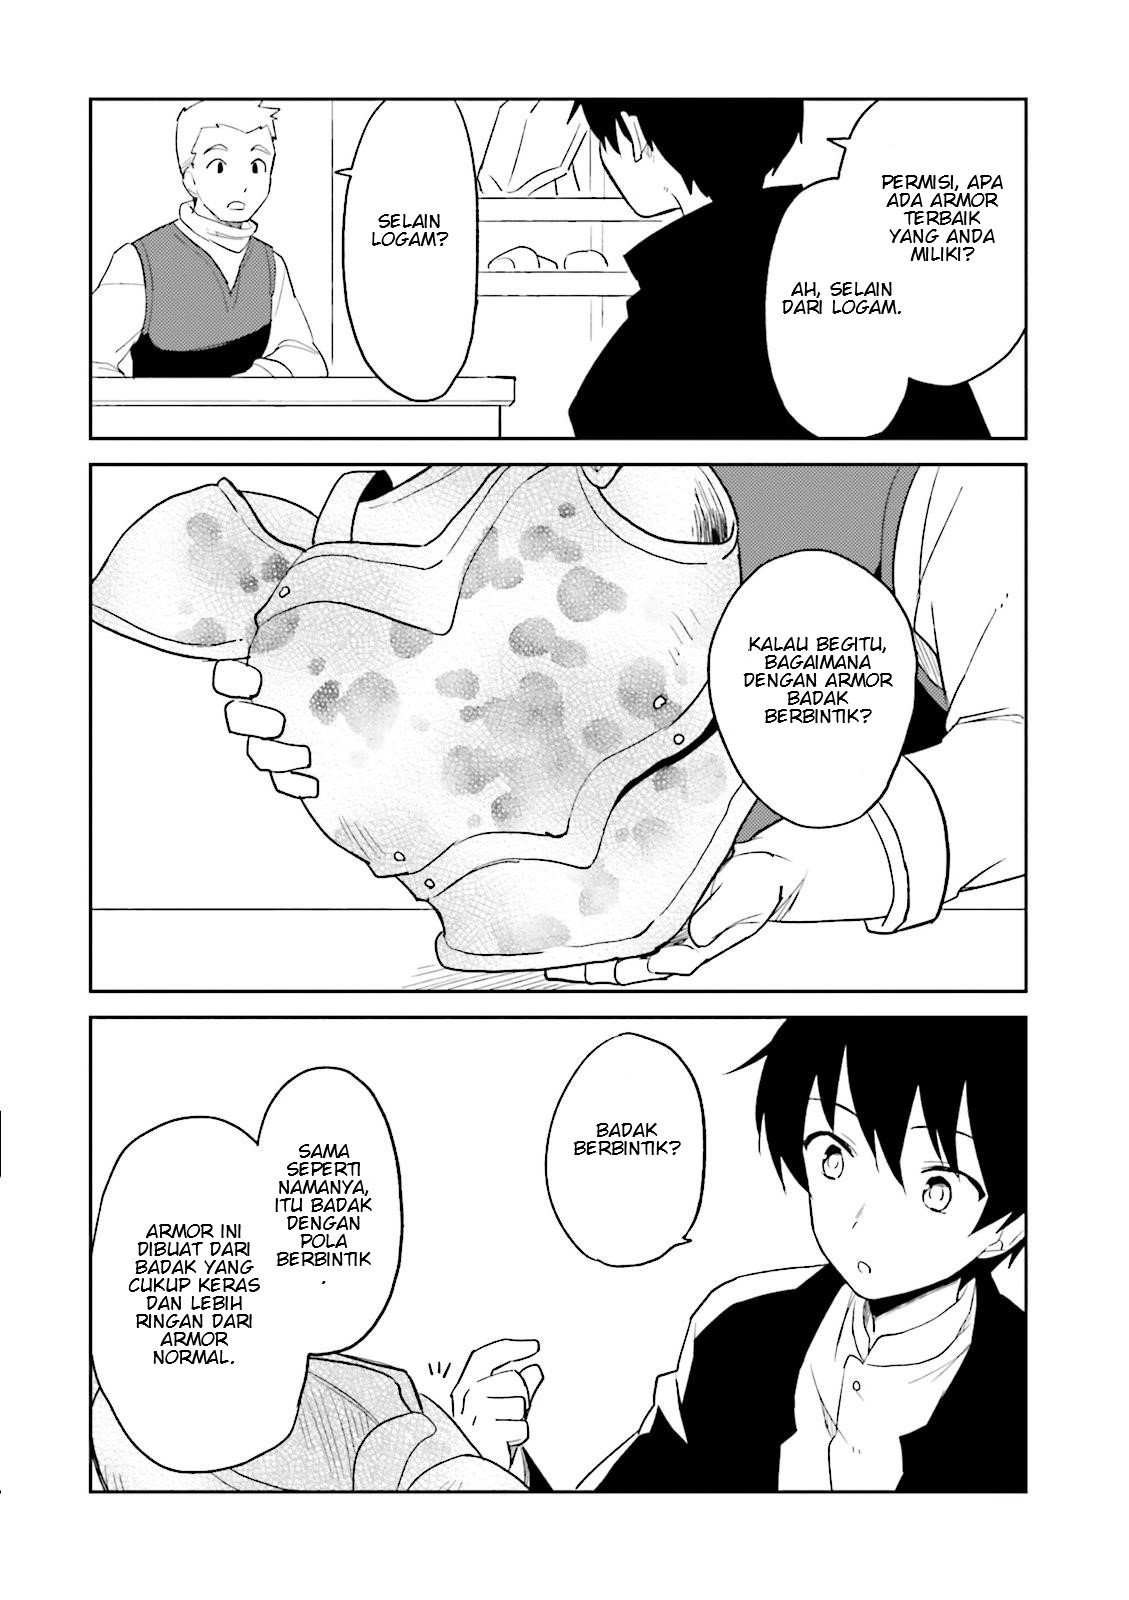 PERMISI, APA
ADA ARMOR
TERBAIK
YANG ANDA
MILIKI?
AH, SELAIN
DARI LOGAM.
SELAIN
LOGAM?
KALAU BEGITU,
BAGAIMANA
DENGAN ARMOR
BADAK
BERBINTIK?
BADAK
BERBINTIK?
SAMA
SEPERTI
NAMANYA,
ITU BADAK
DENGAN
POLA
BERBINTIK
.
ARMOR INI
DIBUAT DARI
BADAK YANG
CUKUP KERAS
DAN LEBIH
RINGAN DARI
ARMOR
NORMAL.